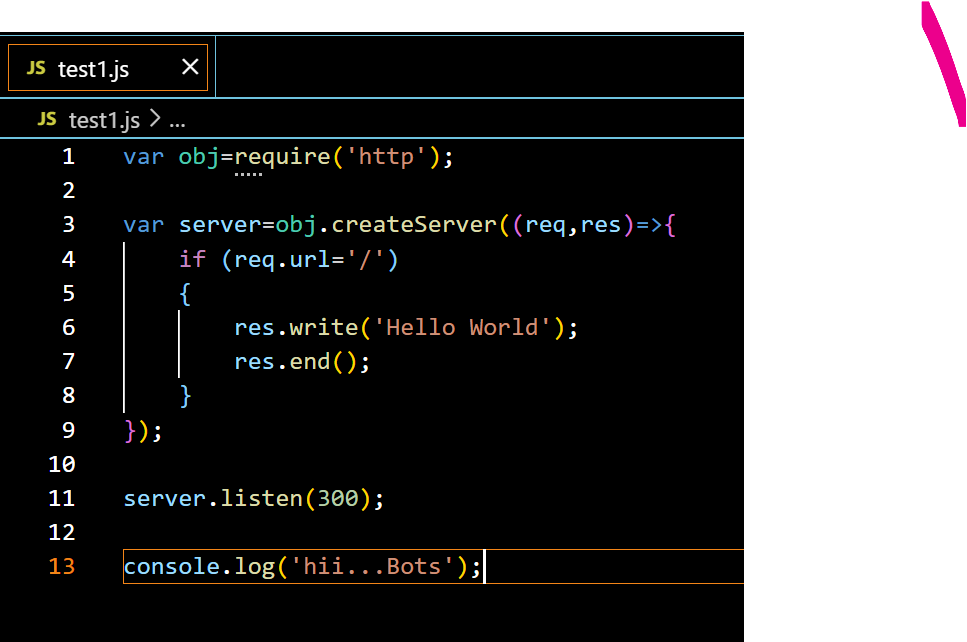 JS test1.js ×
JS test1.js > ...
1 var obj=require('http');
2
3 var server=obj.createServer((req,res)=>{
4 if (req.url='/')
5 {
6 res.write('Hello World');
7 res.end();
8 }
9 });
10
11 server.listen(300);
12
13 console.log('hii...Bots');